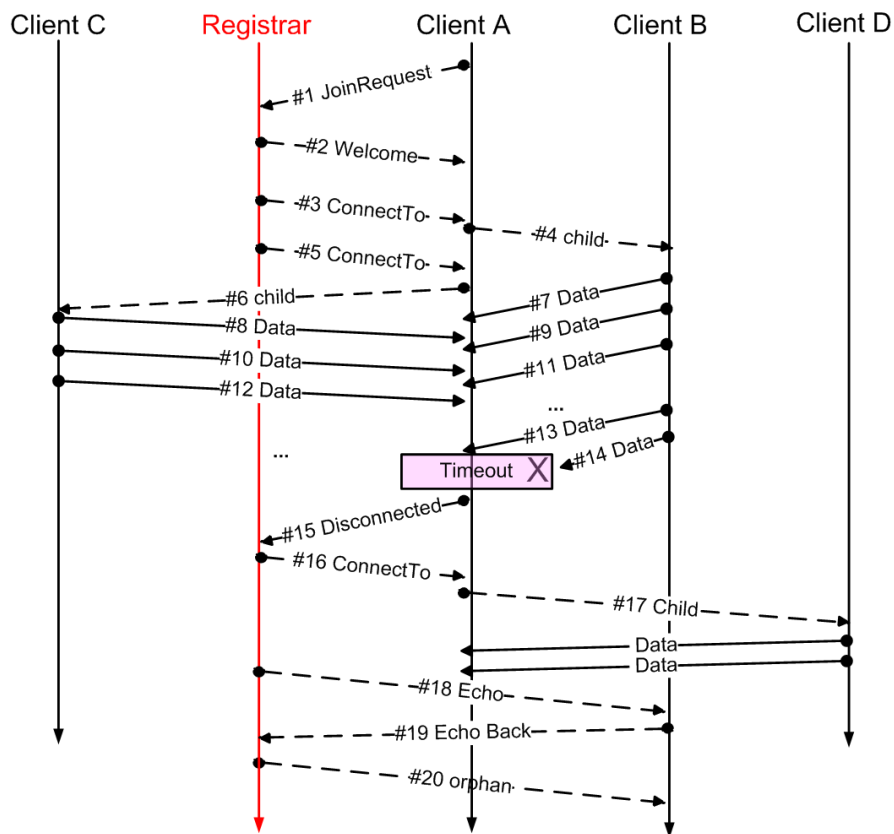 Client C
Registrar
Client A
Client B
Client D
#1 JoinRequest
#2 Welcome
#3 ConnectTo
#4 child
#5 ConnectTo
#6 child
#7 Data
#8 Data
#9 Data
#10 Data
#11 Data
#12 Data
...
#13 Data
...
Timeout X
#14 Data
#15 Disconnected
#16 ConnectTo
#17 Child
Data
Data
#18 Echo
#19 Echo Back
#20 orphan